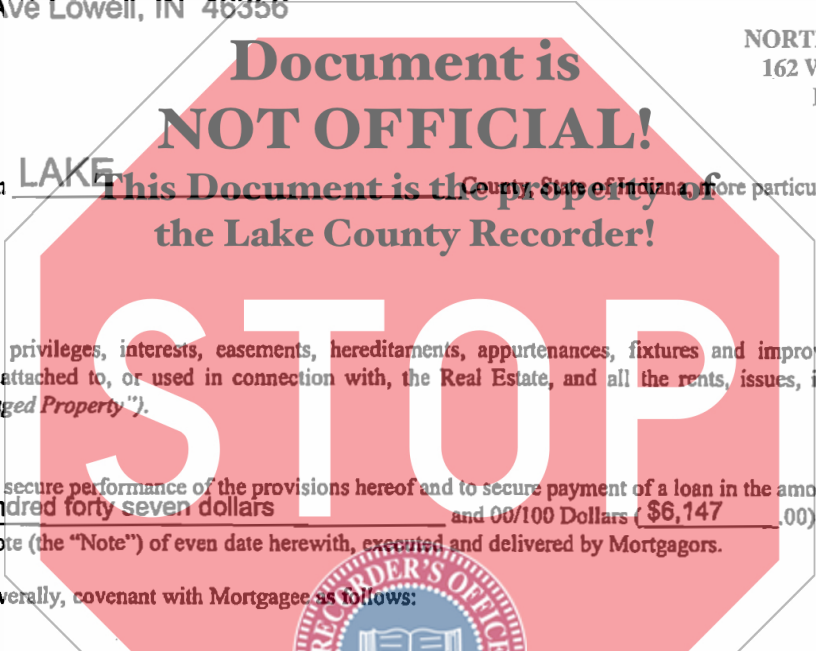 Ave Lowell, IN 46356
Document is
NORT
162 W
NOT OFFICIAL!
LAKE County, State of Indiana, more particu
This Document is the property of
the Lake County Recorder!
STOP
privileges, interests, easements, hereditaments, appurtenances, fixtures and impro
attached to, or used in connection with, the Real Estate, and all the rents, issues, i
ged Property").
secure performance of the provisions hereof and to secure payment of a loan in the amo
dred forty seven dollars and 00/100 Dollars ( $6,147 .00)
te (the “Note”) of even date herewith, executed and delivered by Mortgagors.
verally, covenant with Mortgagee as follows:
RECORDER'S OFFICE